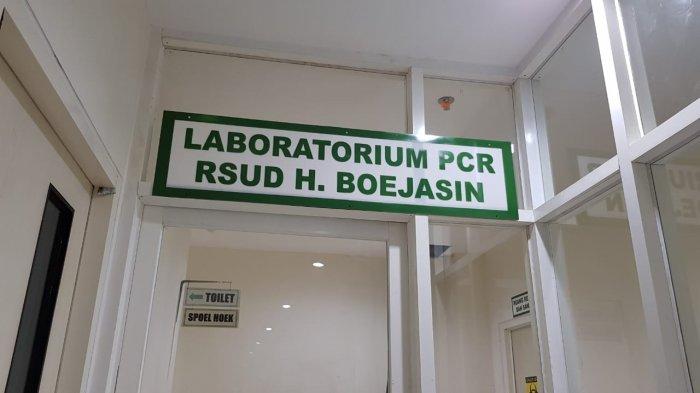 LABORATORIUM PCR
RSUD H. BOEJASIN
TOILET
SPOEL HOEK